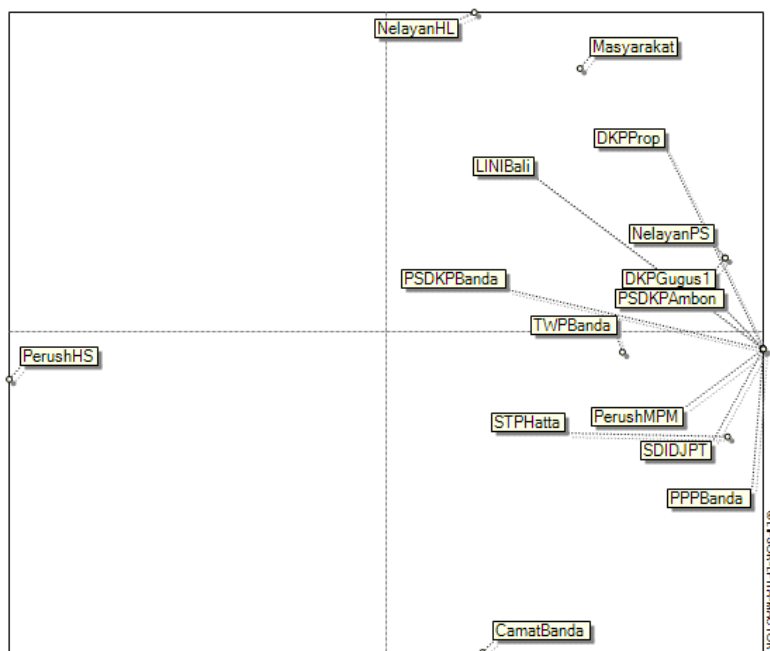 NelayanHL
Masyarakat
DKPProp
LINIBali
NelayanPS
PSDKPBanda
DKPGugus1
PSDKPAmbon
TWPBanda
PerushHS
PerushMPM
STPHatta
SDIDJPT
PPPBanda
CamatBanda